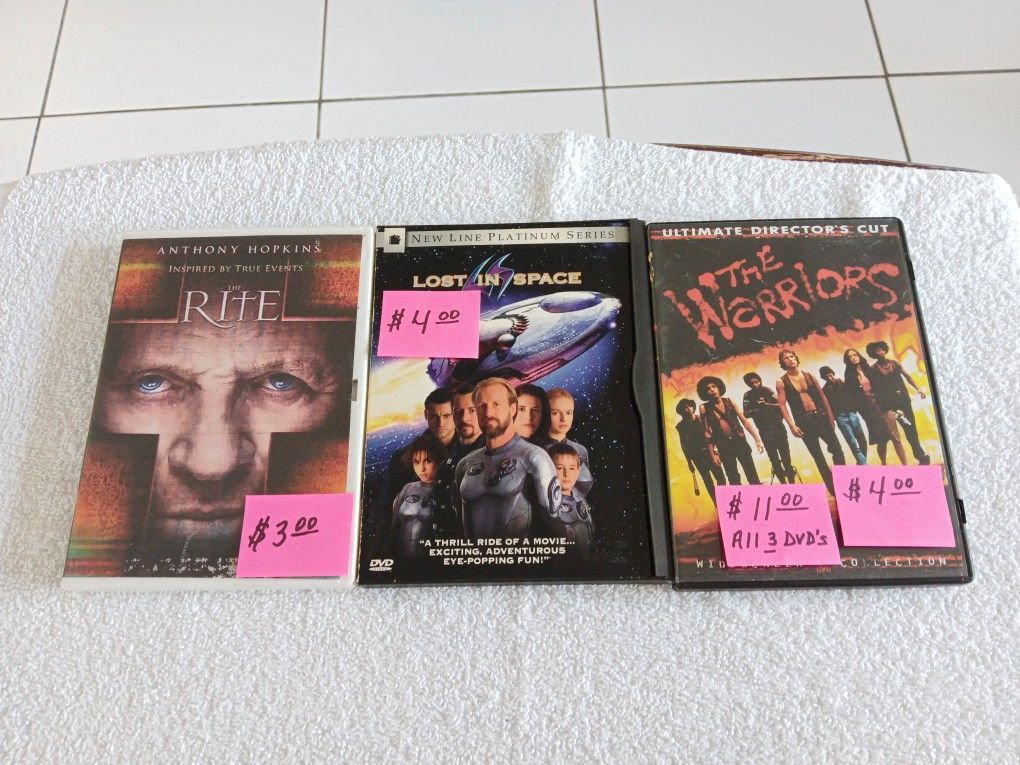 ANTHONY HOPKINS
INSPIRED BY TRUE EVENTS
THE
RITE
$3.00
NEW LINE PLATINUM SERIES
LOST IN SPACE
$4.00
"A THRILL RIDE OF A MOVIE...
EXCITING, ADVENTUROUS
EYE-POPPING FUN!"
DVD
VIDEO
ULTIMATE DIRECTOR'S CUT
THE
WARRIORS
$4.00
$11.00
All 3 DVD's
COLLECTION